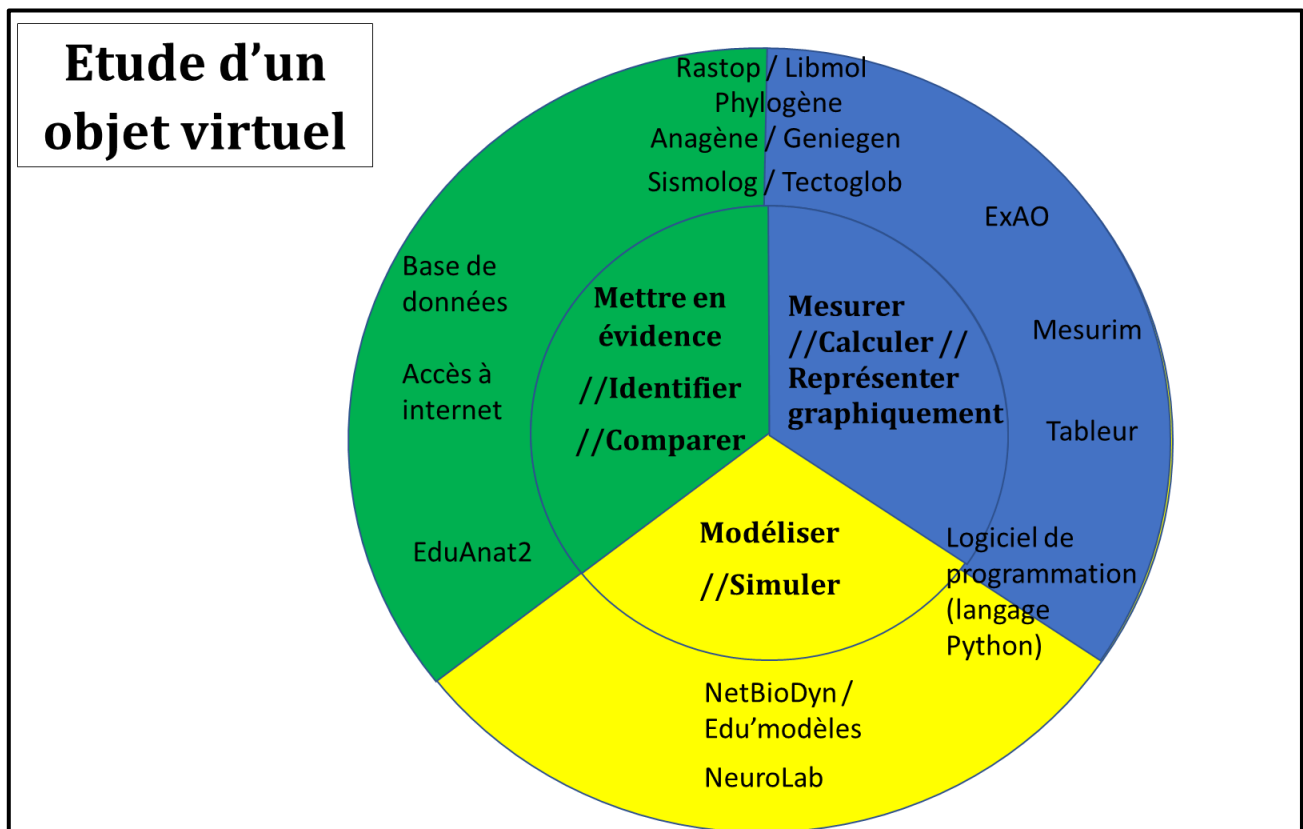 Etude d’un
objet virtuel
Rastop / Libmol
Phylogène
Anagène / Geniegen
Sismolog / Tectoglob
ExAO
Mesurim
Tableur
Logiciel de
programmation
(langage
Python)
Base de
données
Accès à
internet
EduAnat2
Mettre en
évidence
//Identifier
//Comparer
Mesurer
//Calculer //
Représenter
graphiquement
Modéliser
//Simuler
NetBioDyn /
Edu’modèles
NeuroLab